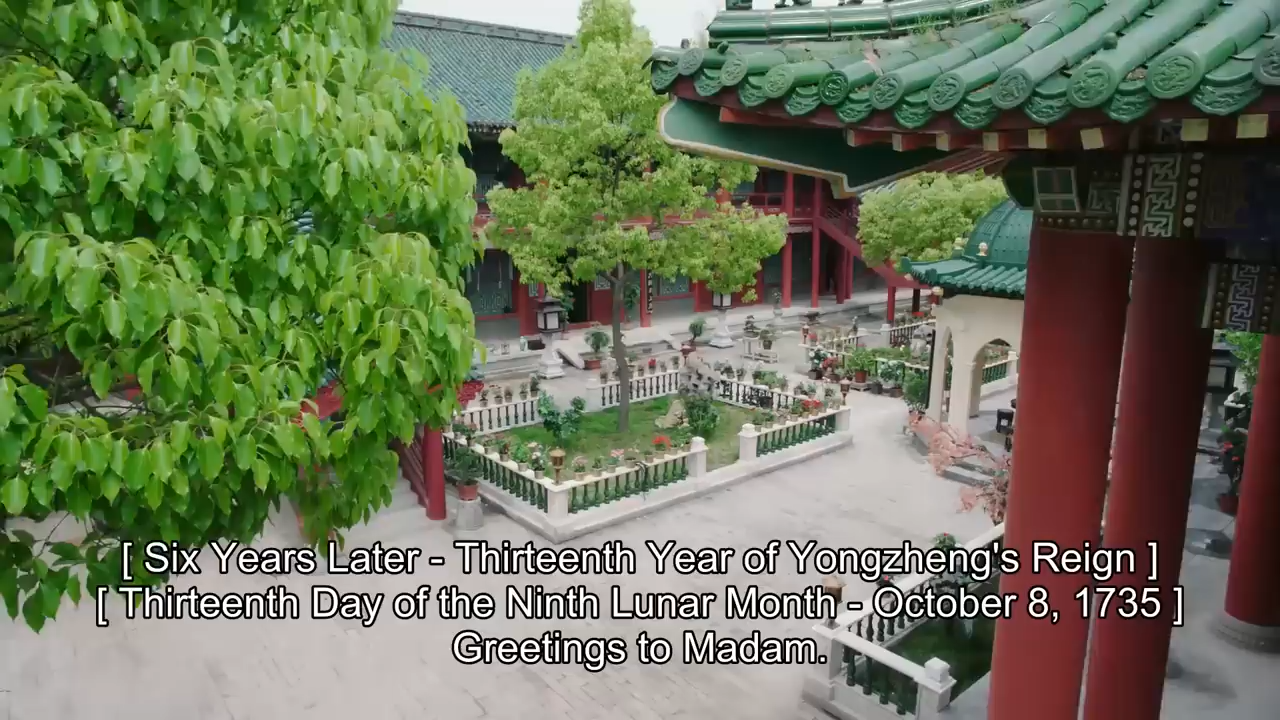 [ Six Years Later - Thirteenth Year of Yongzheng's Reign ]
[ Thirteenth Day of the Ninth Lunar Month - October 8, 1735 ]
Greetings to Madam.